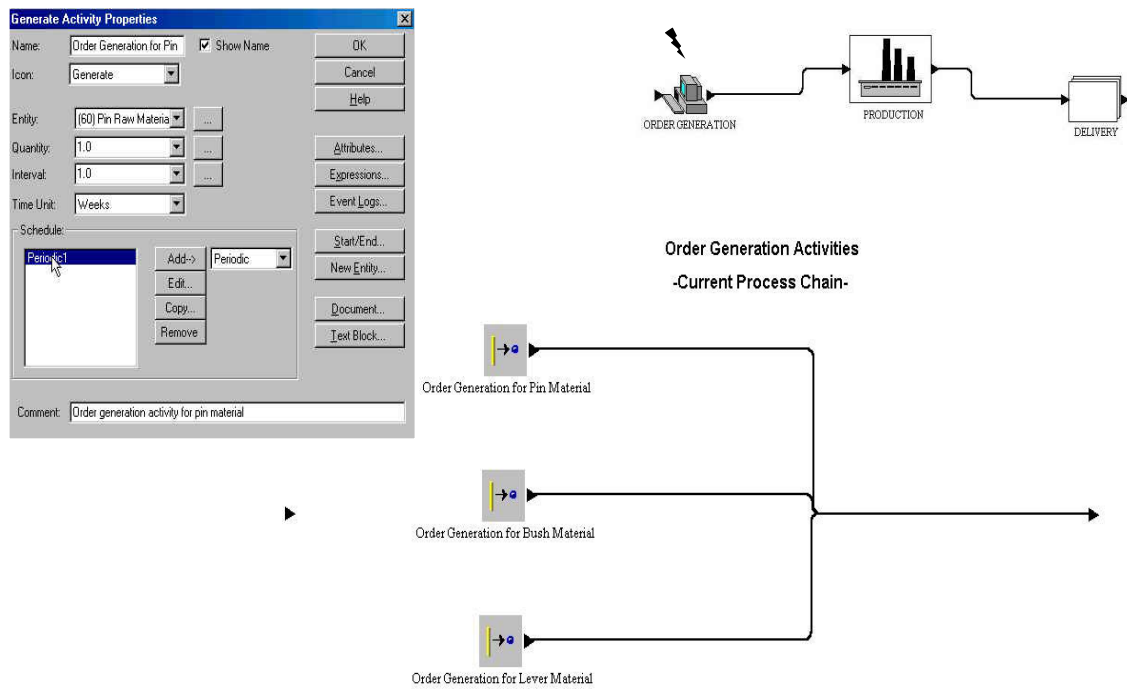 Generate Activity Properties
Name: Order Generation for Pin Show Name OK
Icon: Generate Cancel
Help
Entity: (60) Pin Raw Materia ...
Quantity: 1.0 ... Attributes...
Interval: 1.0 ... Expressions...
Time Unit: Weeks Event Logs...
Schedule: Start/End...
Periodic1 Add--> Periodic New Entity...
Edit...
Copy... Document...
Remove Text Block...
Comment: Order generation activity for pin material
ORDER GENERATION
PRODUCTION
DELIVERY
Order Generation Activities
-Current Process Chain-
Order Generation for Pin Material
Order Generation for Bush Material
Order Generation for Lever Material